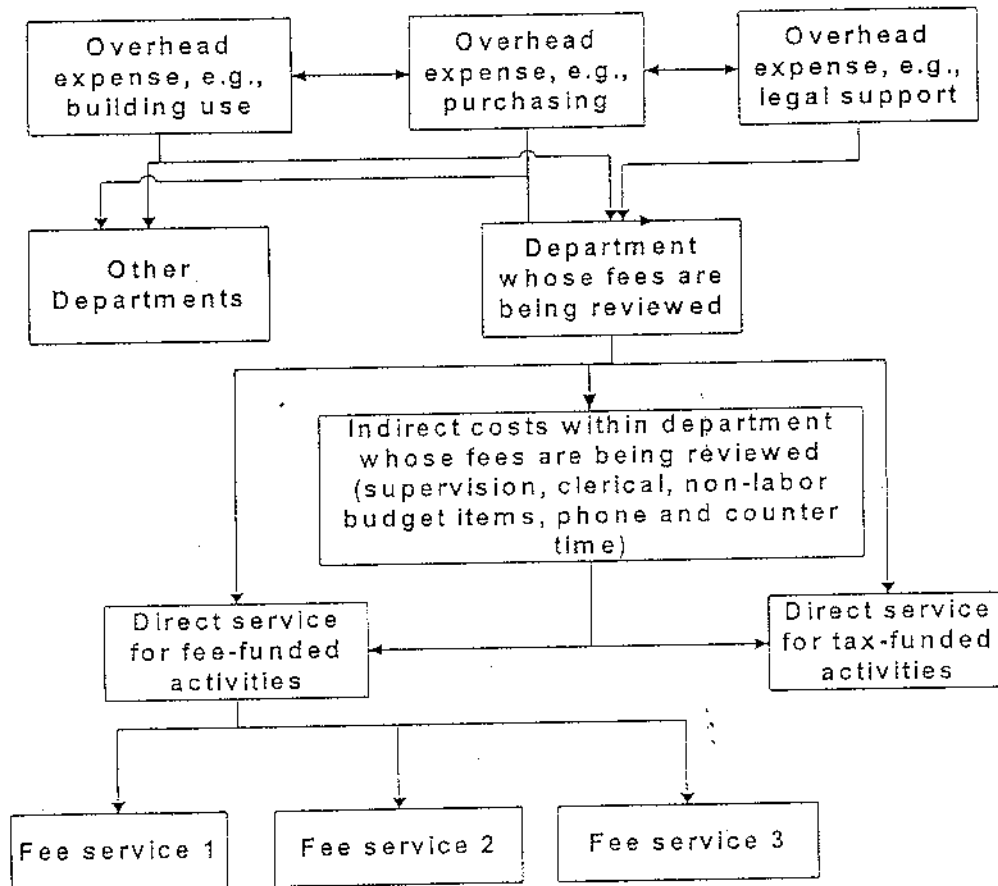 Overhead
expense, e.g.,
building use
Overhead
expense, e.g.,
purchasing
Overhead
expense, e.g.,
legal support
Other
Departments
Department
whose fees are
being reviewed
Indirect costs within department
whose fees are being reviewed
(supervision, clerical, non-labor
budget items, phone and counter
time)
Direct service
for fee-funded
activities
Direct service
for tax-funded
activities
Fee service 1
Fee service 2
Fee service 3